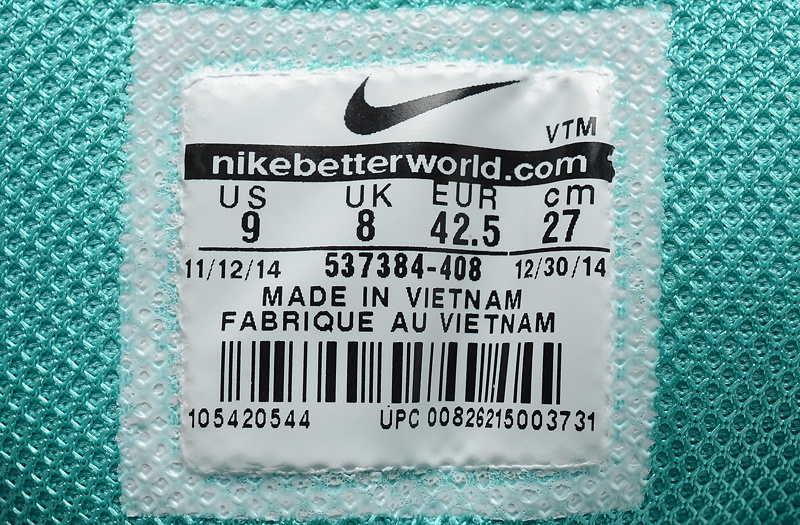 VTM
nikebetterworld.com
US UK EUR cm
9 8 42.5 27
11/12/14 537384-408 12/30/14
MADE IN VIETNAM
FABRIQUE AU VIETNAM
105420544 UPC 00826215003731